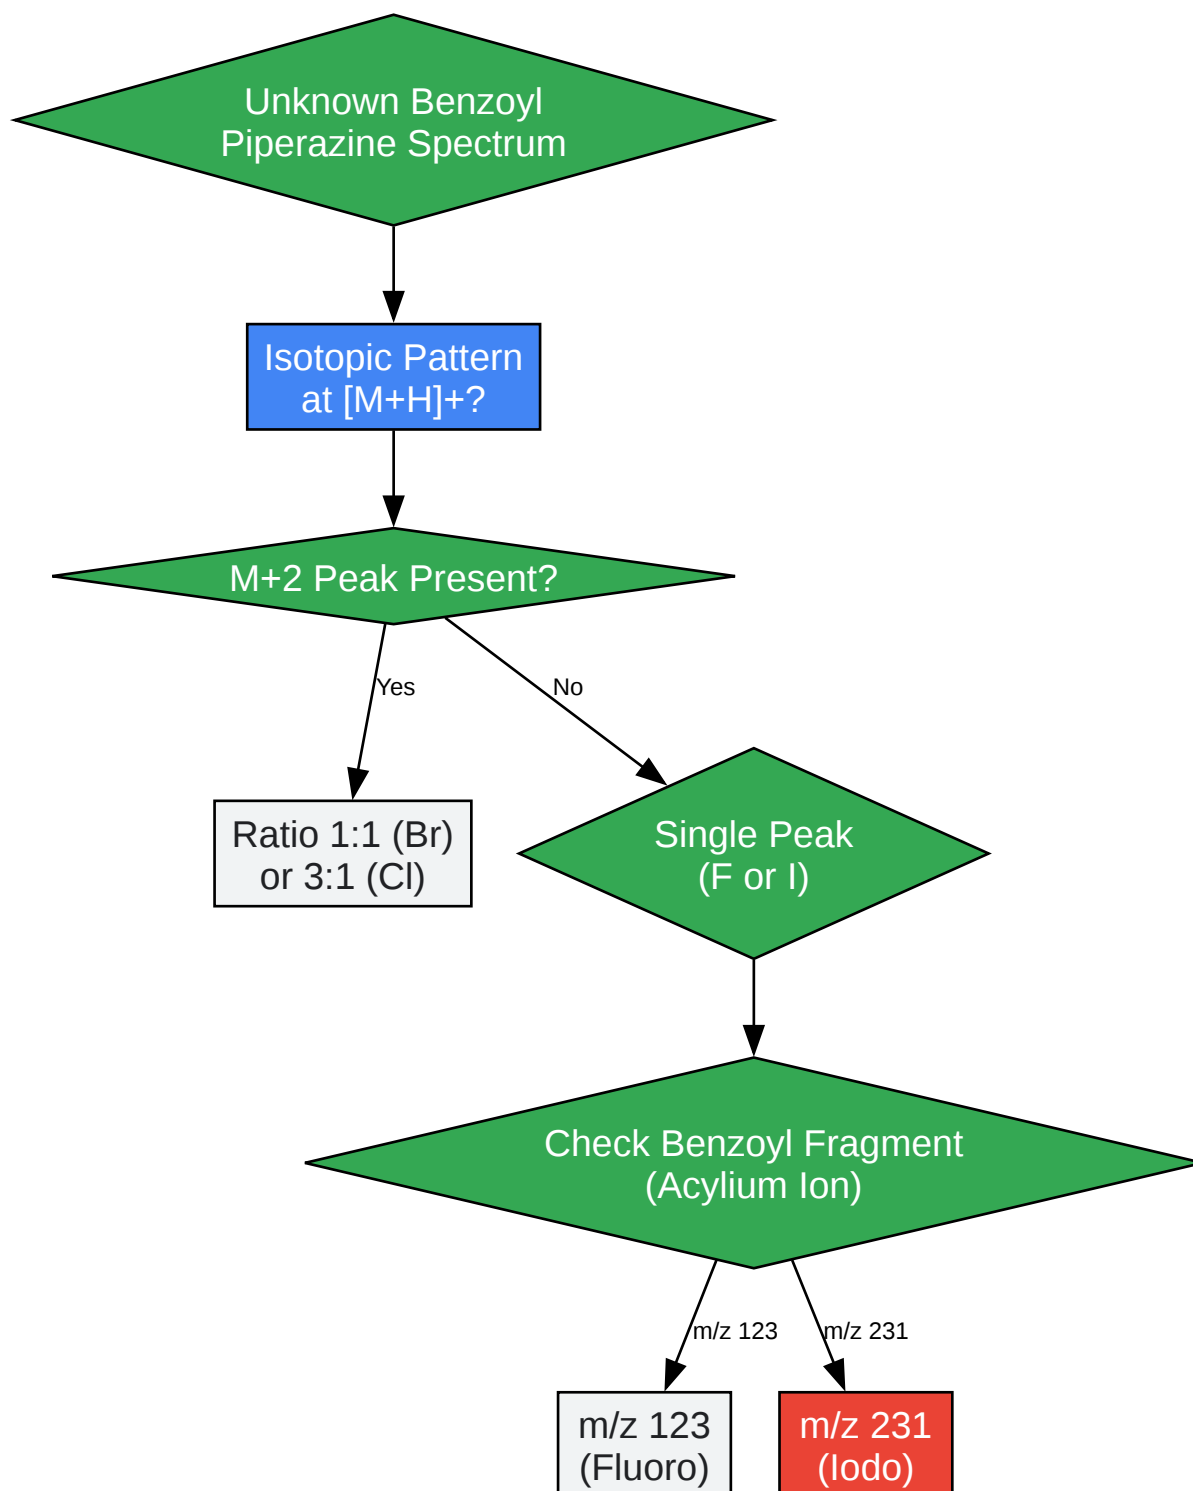 Unknown Benzoyl
Piperazine Spectrum
Isotopic Pattern
at [M+H]+?
M+2 Peak Present?
Yes
No
Ratio 1:1 (Br)
or 3:1 (Cl)
Single Peak
(F or I)
Check Benzoyl Fragment
(Acylium Ion)
m/z 123
m/z 231
m/z 123
(Fluoro)
m/z 231
(Iodo)